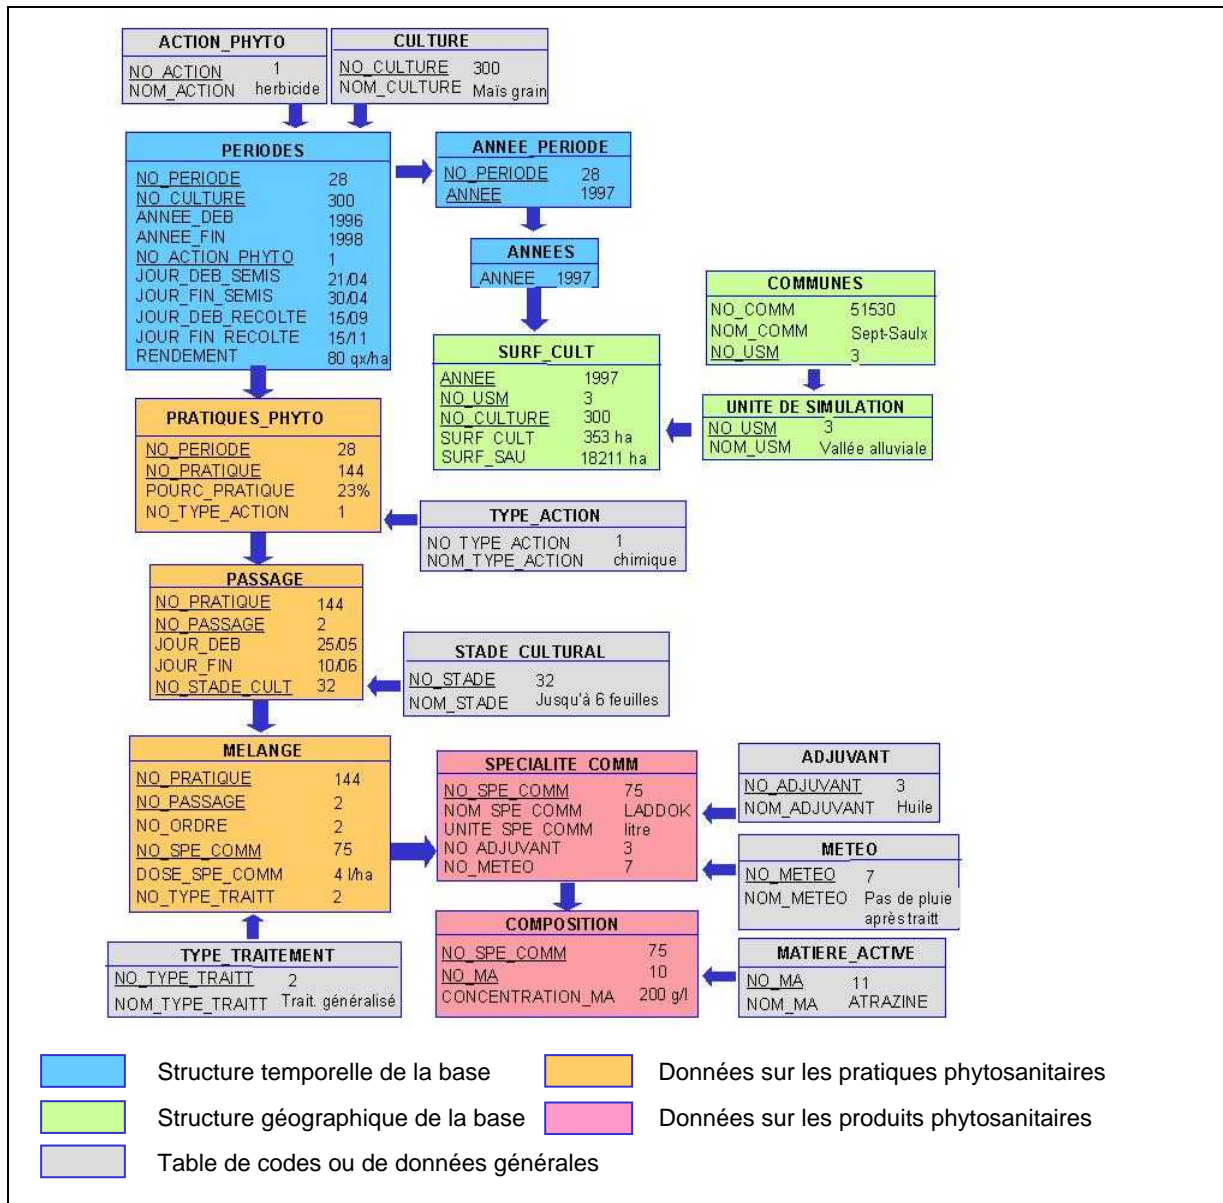 ACTION_PHYTO
NO_ACTION 1
NOM_ACTION herbicide
CULTURE
NO_CULTURE 300
NOM_CULTURE Maïs grain
PERIODES
NO_PERIODE 28
NO_CULTURE 300
ANNEE_DEB 1996
ANNEE_FIN 1998
NO_ACTION_PHYTO 1
JOUR_DEB_SEMIS 21/04
JOUR_FIN_SEMIS 30/04
JOUR_DEB_RECOLTE 15/09
JOUR_FIN_RECOLTE 15/11
RENDEMENT 80 qx/ha
ANNEE_PERIODE
NO_PERIODE 28
ANNEE 1997
ANNEES
ANNEE 1997
COMMUNES
NO_COMM 51530
NOM_COMM Sept-Saulx
NO_USM 3
SURF_CULT
ANNEE 1997
NO_USM 3
NO_CULTURE 300
SURF_CULT 353 ha
SURF_SAU 18211 ha
UNITE DE SIMULATION
NO_USM 3
NOM_USM Vallée alluviale
PRATIQUES_PHYTO
NO_PERIODE 28
NO_PRATIQUE 144
POURC_PRATIQUE 23%
NO_TYPE_ACTION 1
TYPE_ACTION
NO_TYPE_ACTION 1
NOM_TYPE_ACTION chimique
PASSAGE
NO_PRATIQUE 144
NO_PASSAGE 2
JOUR_DEB 25/05
JOUR_FIN 10/06
NO_STADE_CULT 32
STADE_CULTURAL
NO_STADE 32
NOM_STADE Jusqu'à 6 feuilles
MELANGE
NO_PRATIQUE 144
NO_PASSAGE 2
NO_ORDRE 2
NO_SPE_COMM 75
DOSE_SPE_COMM 4 l/ha
NO_TYPE_TRAITT 2
SPECIALITE_COMM
NO_SPE_COMM 75
NOM_SPE_COMM LADDOK
UNITE_SPE_COMM litre
NO_ADJUVANT 3
NO_METEO 7
ADJUVANT
NO_ADJUVANT 3
NOM_ADJUVANT Huile
METEO
NO_METEO 7
NOM_METEO Pas de pluie
après traitt
COMPOSITION
NO_SPE_COMM 75
NO_MA 10
CONCENTRATION_MA 200 g/l
MATIERE_ACTIVE
NO_MA 11
NOM_MA ATRAZINE
TYPE_TRAITEMENT
NO_TYPE_TRAITT 2
NOM_TYPE_TRAITT Trait. généralisé
Structure temporelle de la base
Données sur les pratiques phytosanitaires
Structure géographique de la base
Données sur les produits phytosanitaires
Table de codes ou de données générales